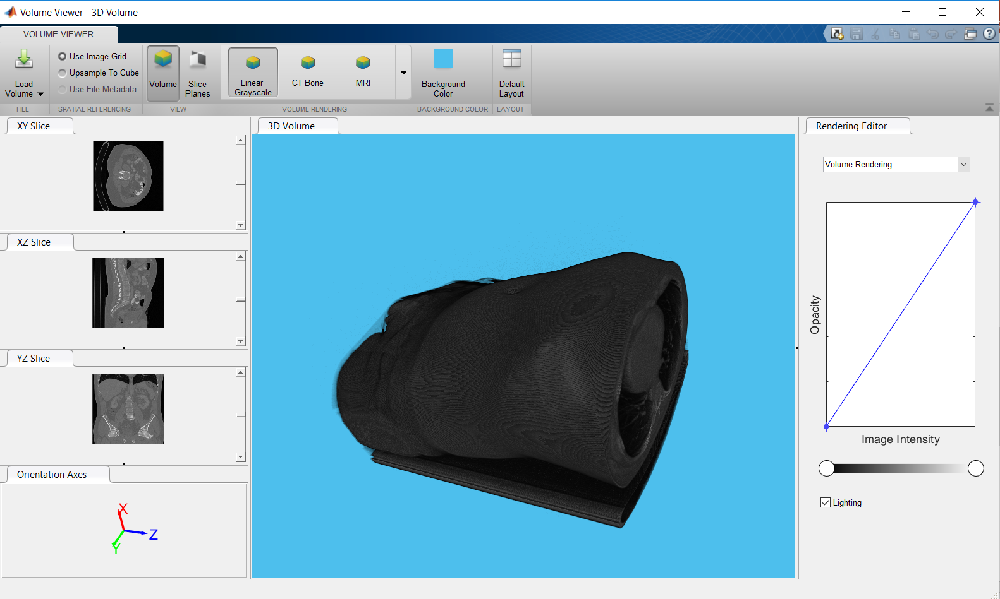 Volume Viewer - 3D Volume
VOLUME VIEWER
Load
Volume
Use Image Grid
Upsample To Cube
Use File Metadata
Volume
Slice
Planes
Linear
Grayscale
CT Bone
MRI
Background
Color
Default
Layout
FILE
SPATIAL REFERENCING
VIEW
VOLUME RENDERING
BACKGROUND COLOR
LAYOUT
XY Slice
XZ Slice
YZ Slice
Orientation Axes
X
Y
Z
3D Volume
Rendering Editor
Volume Rendering
Opacity
Image Intensity
Lighting